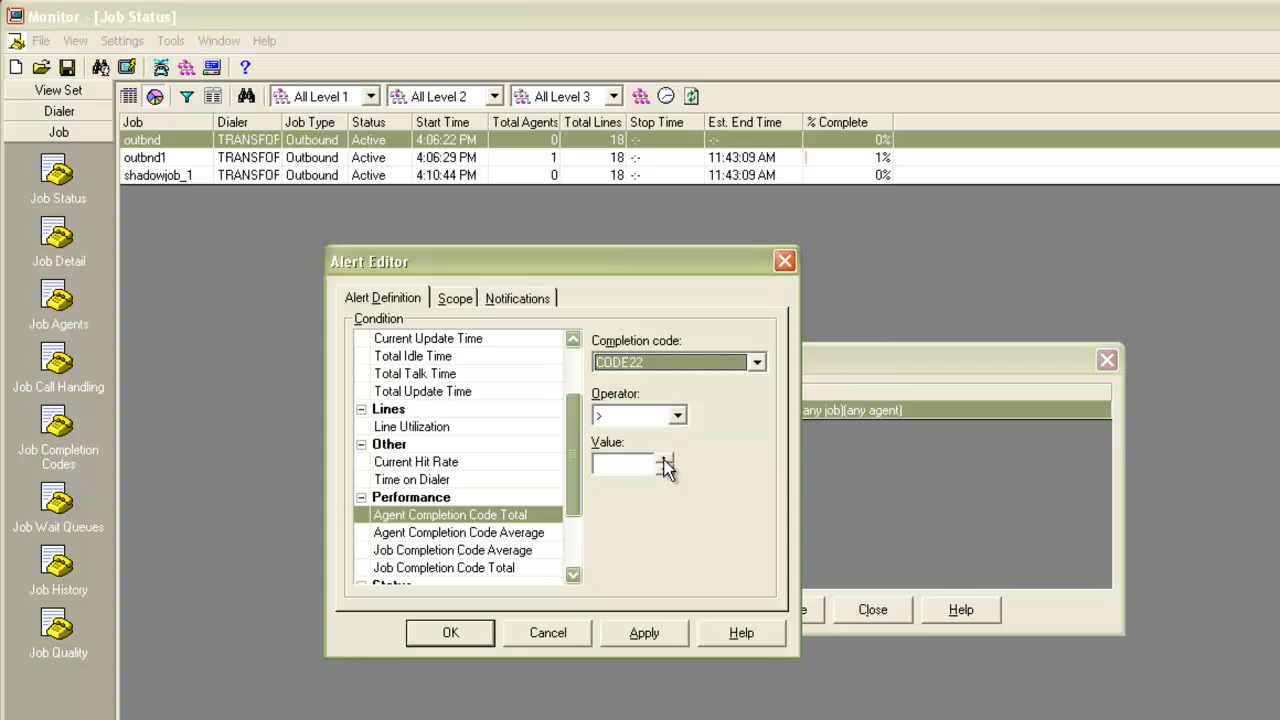 Monitor - [Job Status]
File View Settings Tools Window Help
View Set
Dialer
Job
Job Status
Job Detail
Job Agents
Job Call Handling
Job Completion
Codes
Job Wait Queues
Job History
Job Quality
All Level 1 All Level 2 All Level 3
Job Dialer Job Type Status Start Time Total Agents Total Lines Stop Time Est. End Time % Complete
outbnd TRANSFOF Outbound Active 4:06:22 PM 0 18 -:- -:- 0%
outbnd1 TRANSFOF Outbound Active 4:06:29 PM 1 18 -:- 11:43:09 AM 1%
shadowjob_1 TRANSFOF Outbound Active 4:10:44 PM 0 18 -:- 11:43:09 AM 0%
Alert Editor
Alert Definition Scope Notifications
Condition
Current Update Time
Total Idle Time
Total Talk Time
Total Update Time
Lines
Line Utilization
Other
Current Hit Rate
Time on Dialer
Performance
Agent Completion Code Total
Agent Completion Code Average
Job Completion Code Average
Job Completion Code Total
Status
Completion code:
CODE22
Operator:
>
Value:
OK Cancel Apply Help
any job)(any agent)
e Close Help